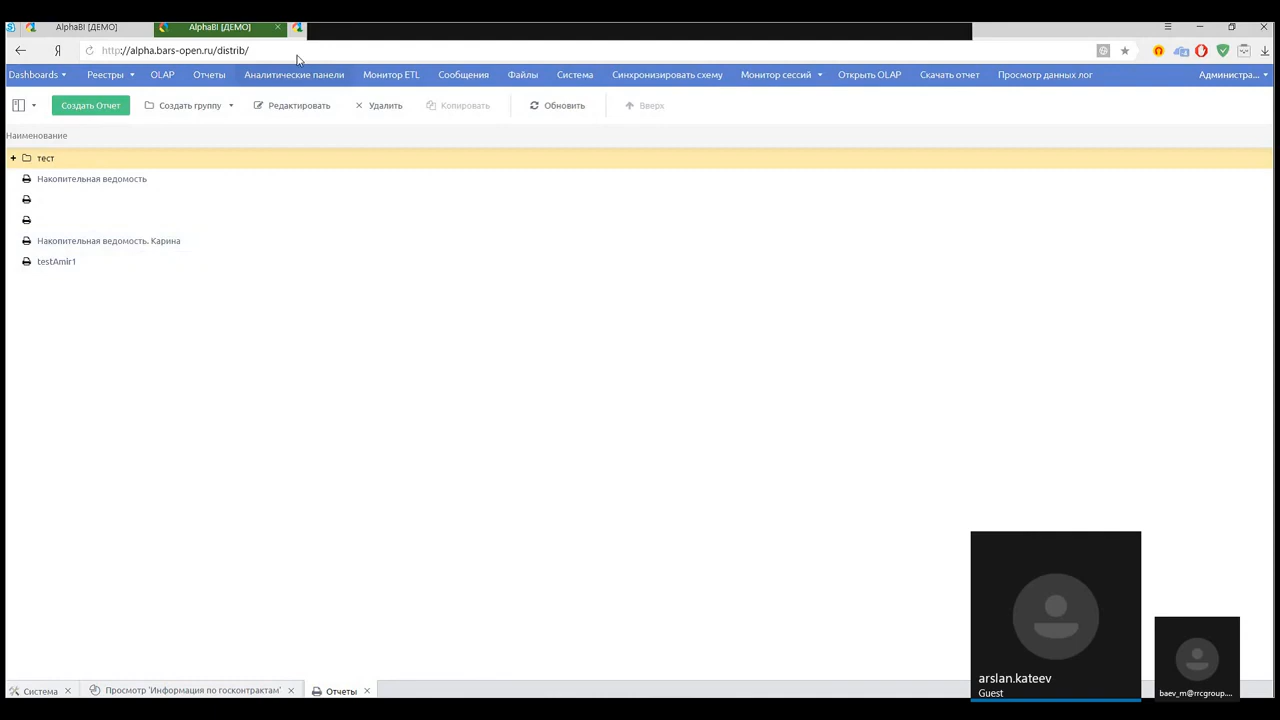 AlphaBI [ДЕМО]
AlphaBI [ДЕМО]
http://alpha.bars-open.ru/distrib/
Dashboards
Реестры
OLAP
Отчеты
Аналитические панели
Монитор ETL
Сообщения
Файлы
Система
Синхронизировать схему
Монитор сессий
Открыть OLAP
Скачать отчет
Просмотр данных лог
Администра...
Создать Отчет
Создать группу
Редактировать
Удалить
Копировать
Обновить
Вверх
Наименование
тест
Накопительная ведомость
Накопительная ведомость. Карина
testAmir1
arslan.kateev
Guest
baev_m@rrcgroup....
Система
Просмотр 'Информация по госконтрактам'
Отчеты